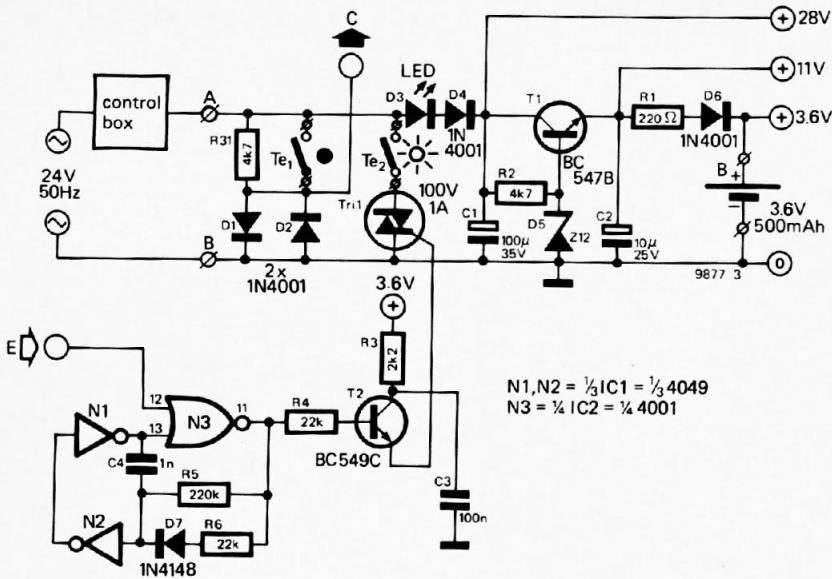 C
28V
LED
11V
control
box
A
D3
D4
T1
R1
D6
3.6V
220 Ω
R31
4k7
Te1
Te2
1N
4001
BC
547B
1N4001
24V
50Hz
100V
1A
R2
4k7
B
+
−
3.6V
500mAh
Tri1
D1
D2
C1
100μ
35V
D5
Z12
C2
10μ
25V
B
2x
1N4001
9877 3
0
3.6V
E
R3
2k2
N1,N2 = ⅓ IC1 = ⅓ 4049
N3 = ¼ IC2 = ¼ 4001
12
N1
N3
11
R4
T2
13
22k
C4
1n
BC549C
R5
220k
C3
100n
N2
D7
R6
22k
1N4148